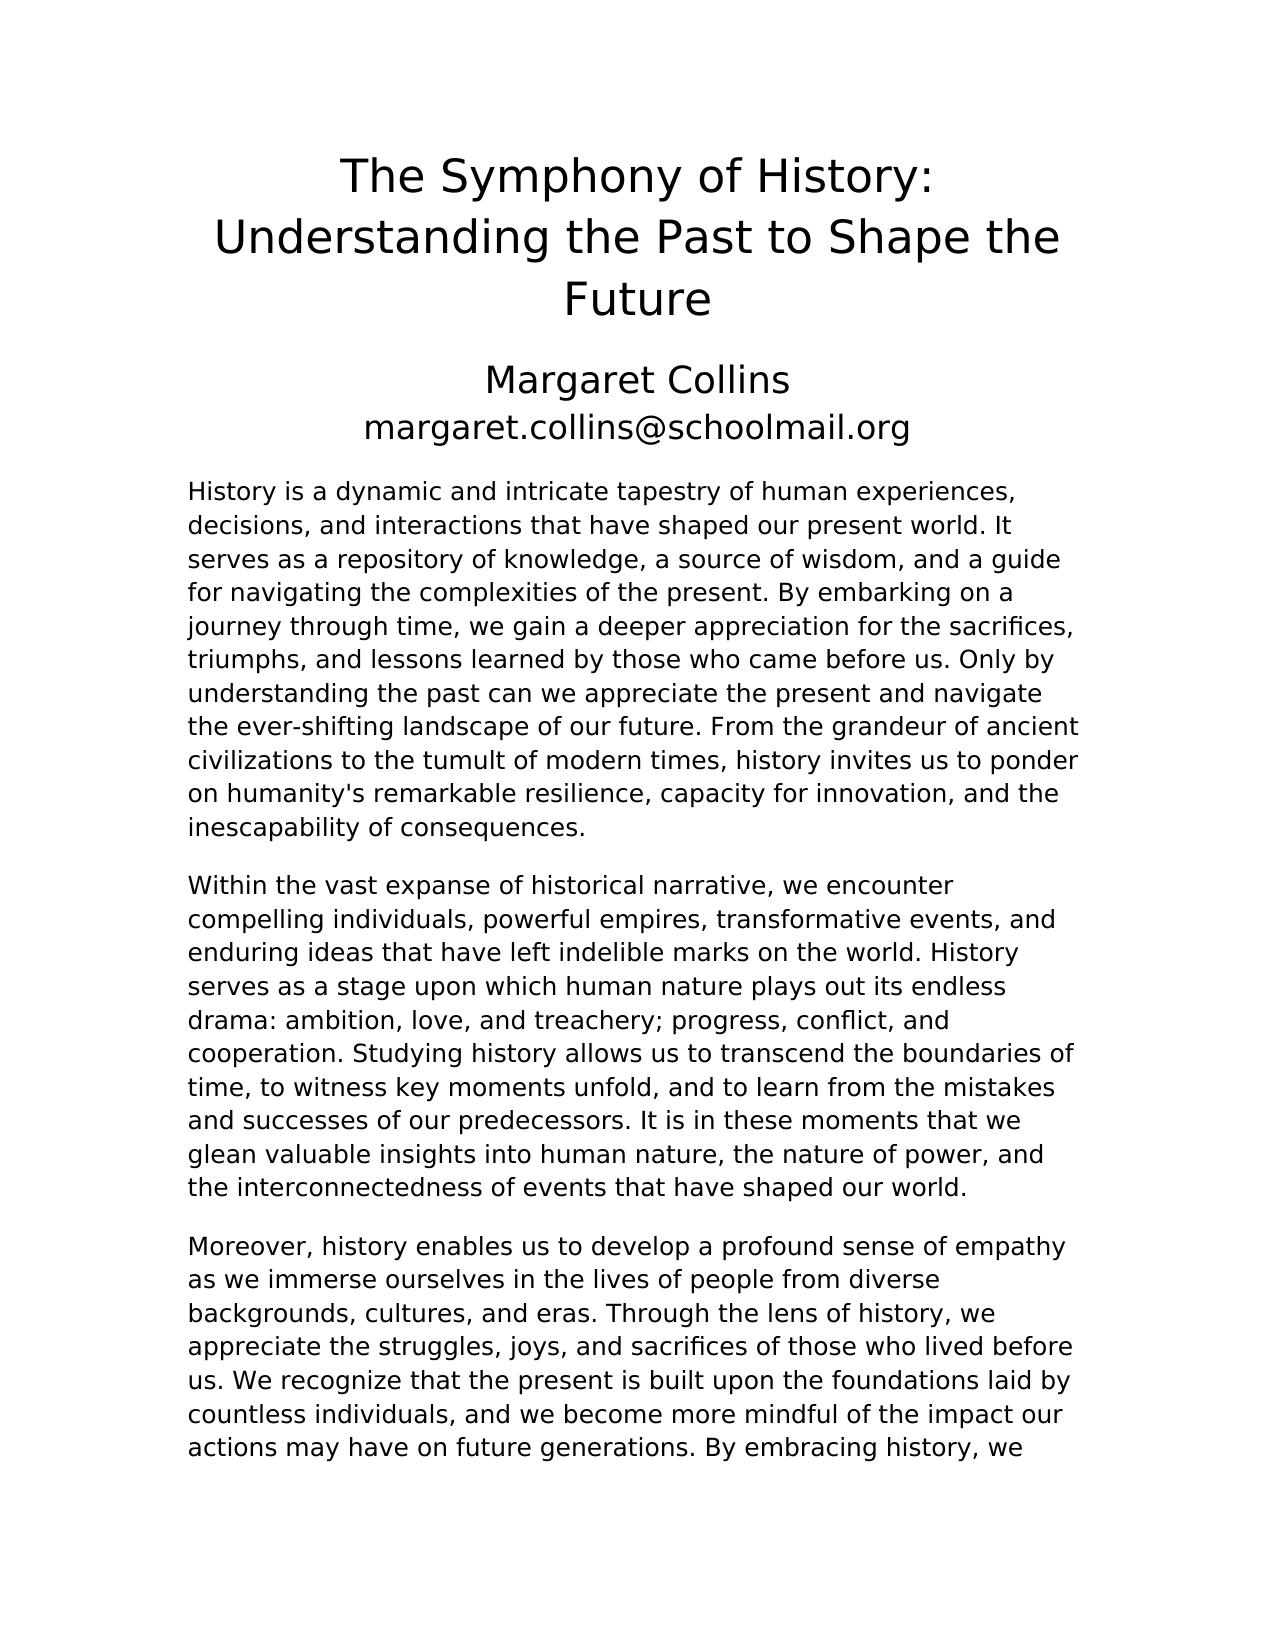 The Symphony of History:
Understanding the Past to Shape the
Future
Margaret Collins
margaret.collins@schoolmail.org
History is a dynamic and intricate tapestry of human experiences,
decisions, and interactions that have shaped our present world. It
serves as a repository of knowledge, a source of wisdom, and a guide
for navigating the complexities of the present. By embarking on a
journey through time, we gain a deeper appreciation for the sacrifices,
triumphs, and lessons learned by those who came before us. Only by
understanding the past can we appreciate the present and navigate
the ever-shifting landscape of our future. From the grandeur of ancient
civilizations to the tumult of modern times, history invites us to ponder
on humanity's remarkable resilience, capacity for innovation, and the
inescapability of consequences.
Within the vast expanse of historical narrative, we encounter
compelling individuals, powerful empires, transformative events, and
enduring ideas that have left indelible marks on the world. History
serves as a stage upon which human nature plays out its endless
drama: ambition, love, and treachery; progress, conflict, and
cooperation. Studying history allows us to transcend the boundaries of
time, to witness key moments unfold, and to learn from the mistakes
and successes of our predecessors. It is in these moments that we
glean valuable insights into human nature, the nature of power, and
the interconnectedness of events that have shaped our world.
Moreover, history enables us to develop a profound sense of empathy
as we immerse ourselves in the lives of people from diverse
backgrounds, cultures, and eras. Through the lens of history, we
appreciate the struggles, joys, and sacrifices of those who lived before
us. We recognize that the present is built upon the foundations laid by
countless individuals, and we become more mindful of the impact our
actions may have on future generations. By embracing history, we